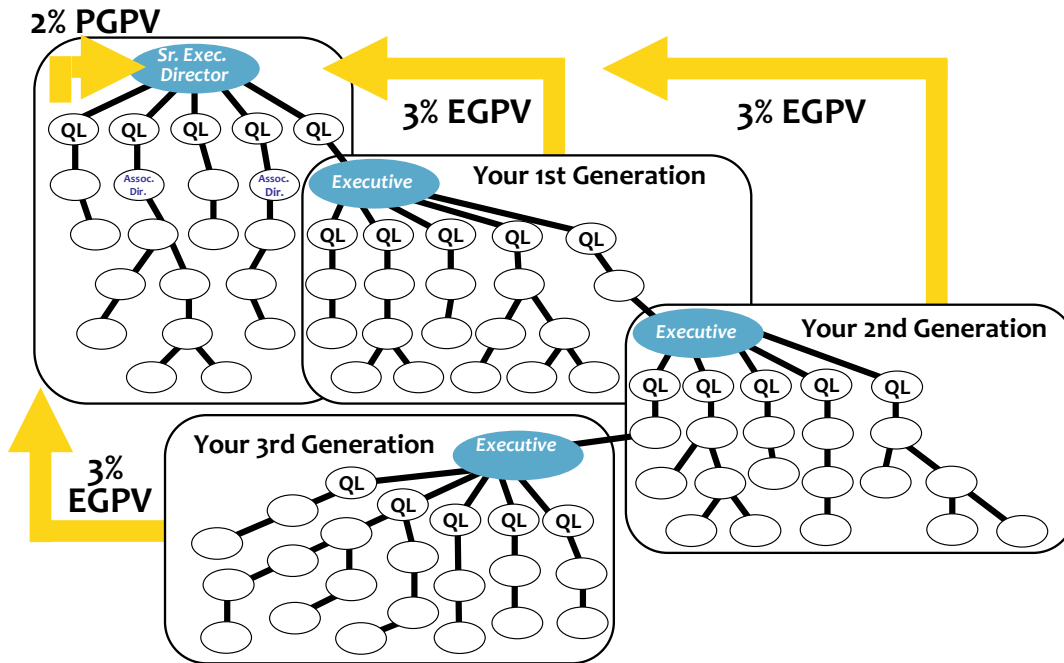 2% PGPV
Sr. Exec.
Director
3% EGPV
3% EGPV
QL QL QL QL QL
Assoc.
Dir.
Assoc.
Dir.
Executive
Your 1st Generation
QL QL QL QL QL
Executive
Your 2nd Generation
QL QL QL QL QL
Your 3rd Generation
Executive
3%
EGPV
QL
QL
QL QL QL